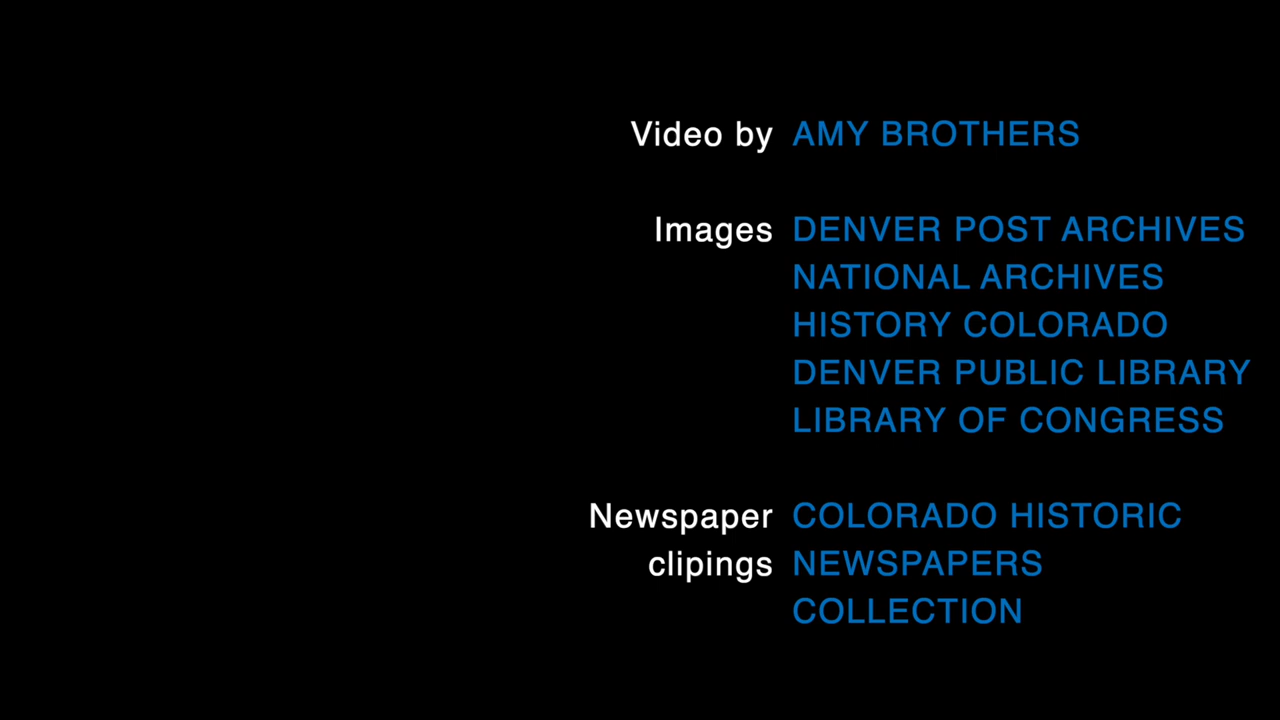 Video by AMY BROTHERS
Images DENVER POST ARCHIVES
NATIONAL ARCHIVES
HISTORY COLORADO
DENVER PUBLIC LIBRARY
LIBRARY OF CONGRESS
Newspaper COLORADO HISTORIC
clipings NEWSPAPERS
COLLECTION